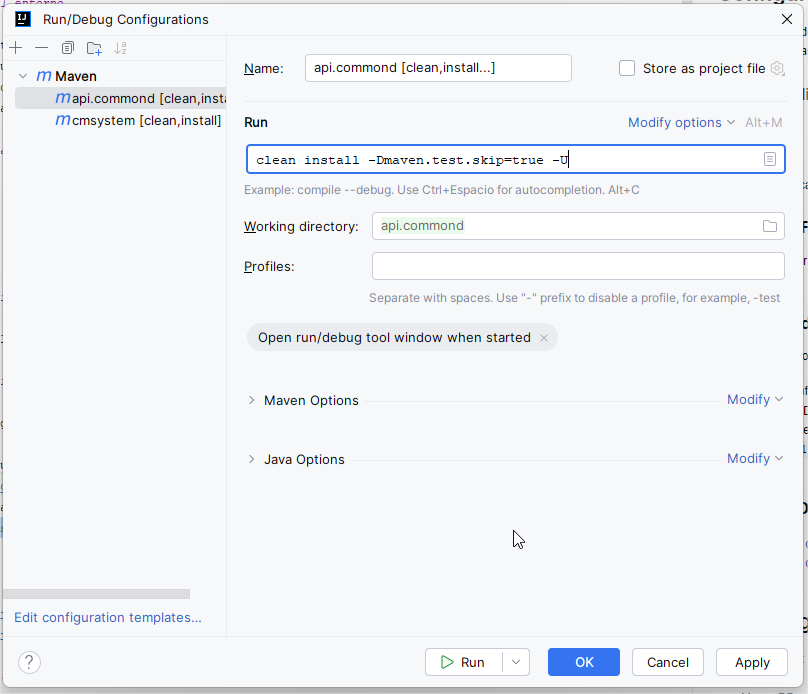 Run/Debug Configurations
Maven
api.commond [clean,insta
cmsystem [clean,install]
Name: api.commond [clean,install...] Store as project file
Run Modify options Alt+M
clean install -Dmaven.test.skip=true -U
Example: compile --debug. Use Ctrl+Espacio for autocompletion. Alt+C
Working directory: api.commond
Profiles:
Separate with spaces. Use "-" prefix to disable a profile, for example, -test
Open run/debug tool window when started
Maven Options Modify
Java Options Modify
Edit configuration templates...
? Run OK Cancel Apply